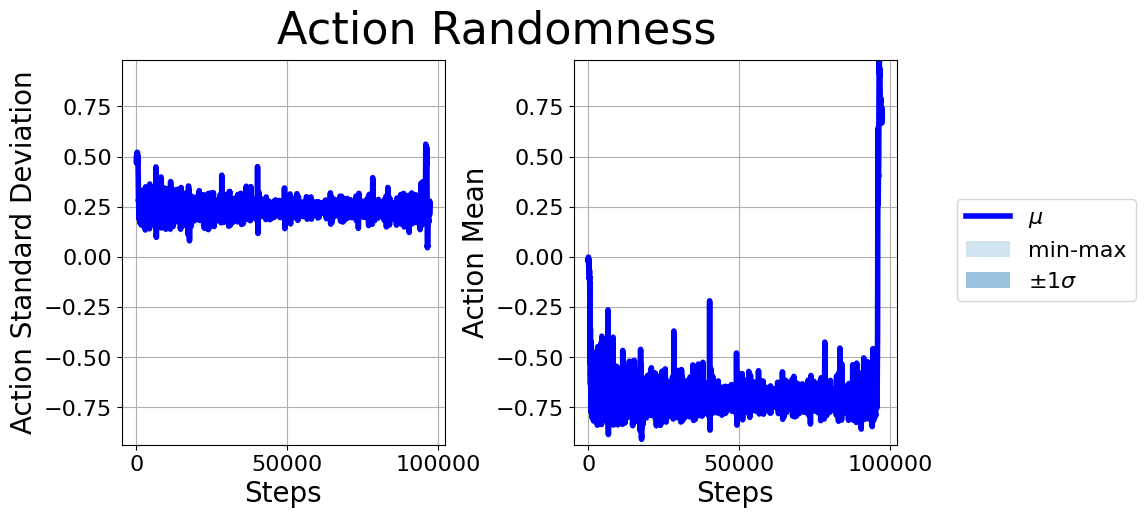 Action Randomness
Action Standard Deviation
0.75
0.50
0.25
0.00
−0.25
−0.50
−0.75
0
50000
100000
Steps
Action Mean
0.75
0.50
0.25
0.00
−0.25
−0.50
−0.75
0
50000
100000
Steps
μ
min-max
±1σ